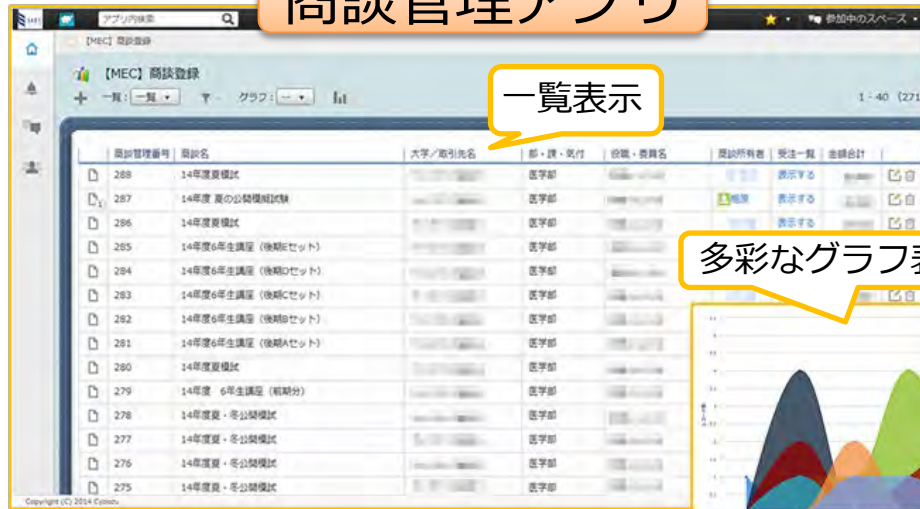 商談管理アプリ
アプリ内検索
参加中のスペース
[MEC] 商談登録
【MEC】商談登録
一覧: 一覧
グラフ: --
1 - 40 (271
一覧表示
商談管理番号 商談名 大学／取引先名 部・課・気付 役職・委員名 商談所有者 受注一覧 金額合計
288 14年度夏模試 医学部 表示する
287 14年度 夏の公開模擬試験 医学部 表示する
286 14年度夏模試 医学部 表示する
285 14年度6年生講座（後期Eセット） 医学部
284 14年度6年生講座（後期Dセット） 医学部
283 14年度6年生講座（後期Cセット） 医学部
282 14年度6年生講座（後期Bセット） 医学部
281 14年度6年生講座（後期Aセット） 医学部
280 14年度夏模試 医学部
279 14年度 6年生講座（前期分） 医学部
278 14年度夏・冬公開模試 医学部
277 14年度夏・冬公開模試 医学部
276 14年度夏・冬公開模試 医学部
275 14年度夏・冬公開模試 医学部
多彩なグラフ表
Copyright (C) 2014 Cybozu